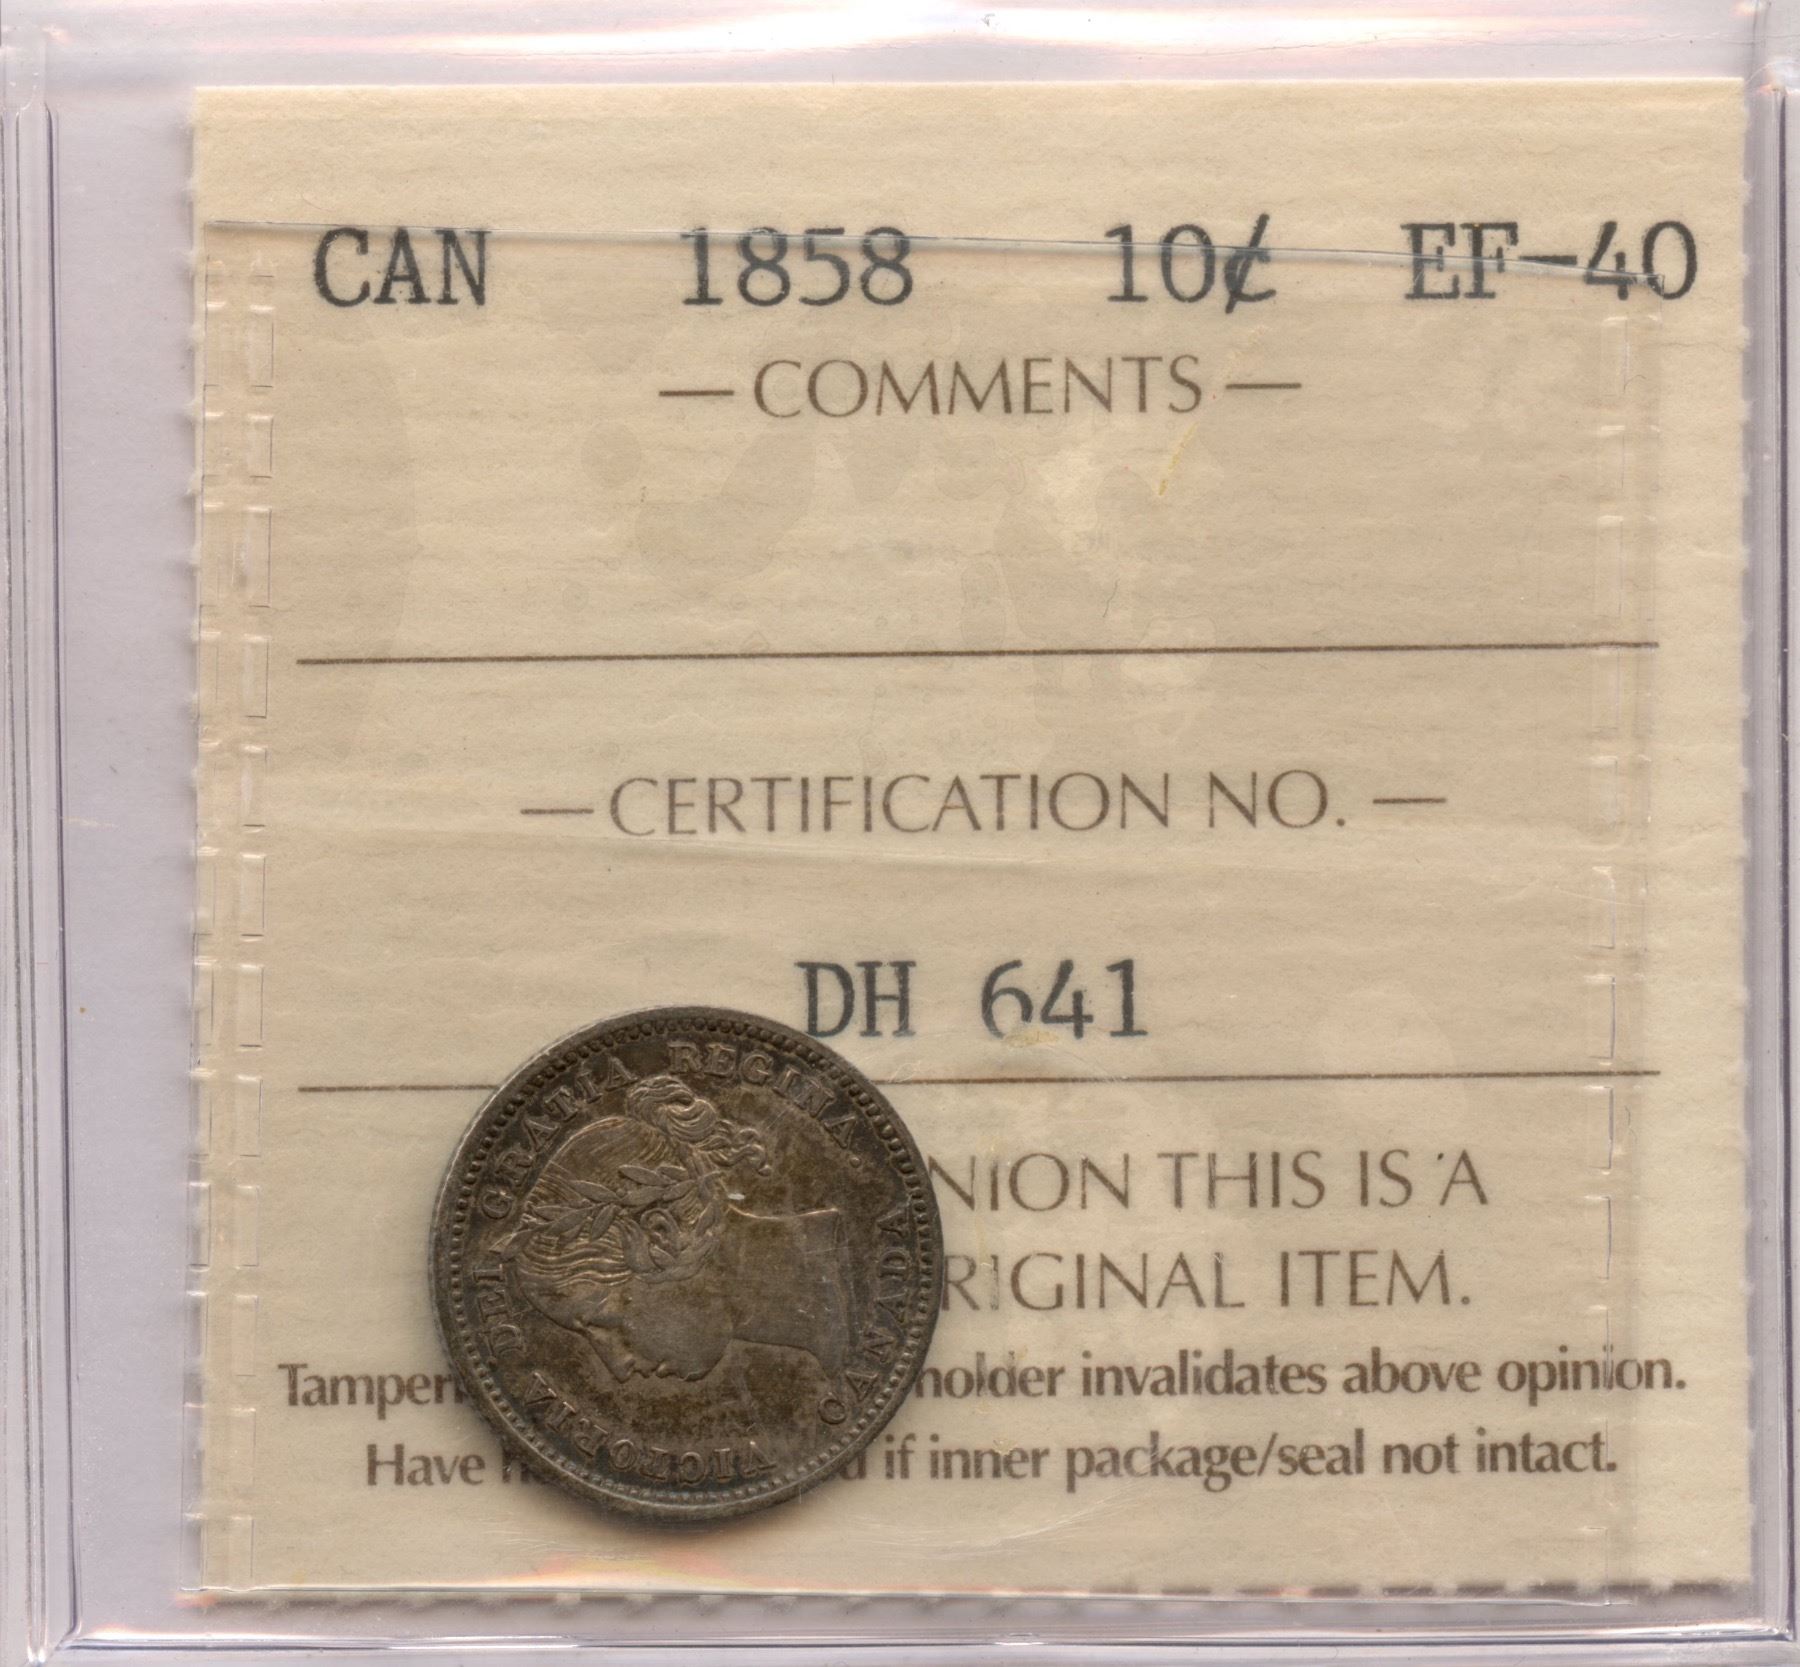 CAN 1858 10¢ EF-40
—COMMENTS—
—CERTIFICATION NO.—
DH 641
NION THIS IS A
RIGINAL ITEM.
Tampern holder invalidates above opinion.
Have if inner package/seal not intact.
VICTORIA DEI GRATIA REGINA.
CANADA